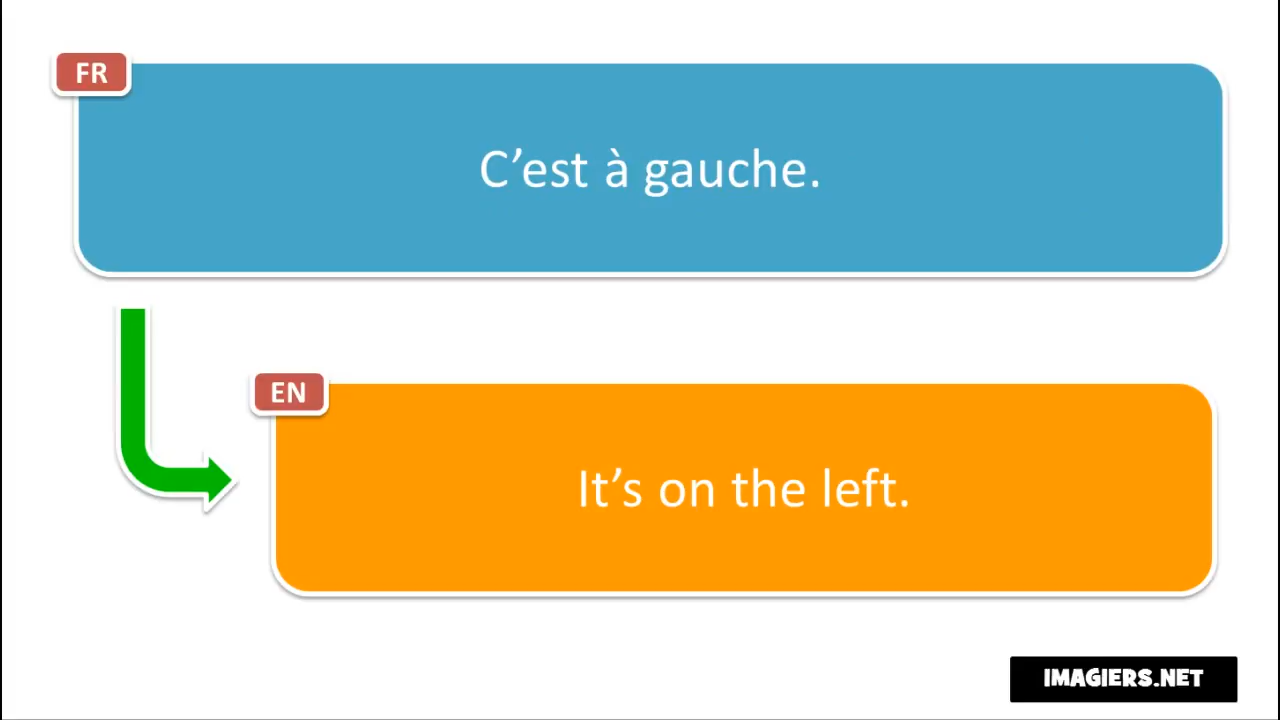 FR
C’est à gauche.
EN
It’s on the left.
IMAGIERS.NET